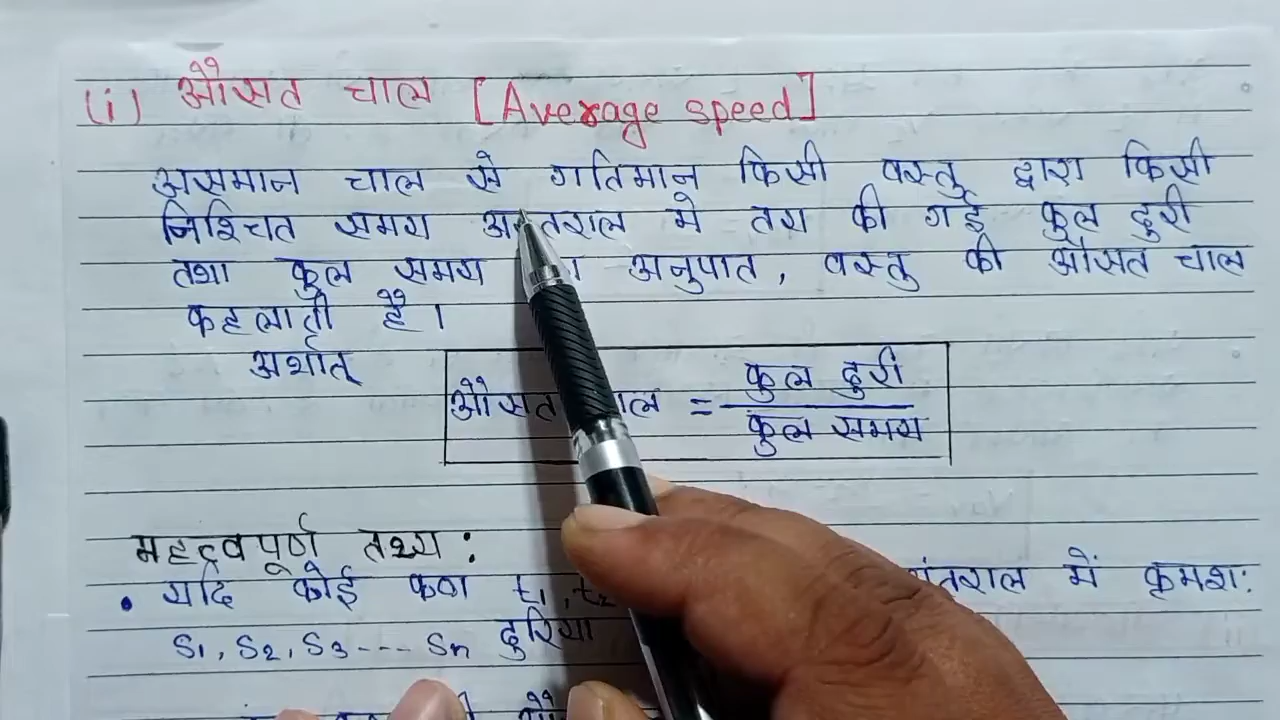 (i) औसत चाल [Average speed]
असमान चाल से गतिमान किसी वस्तु द्वारा किसी
निश्चित समय अन्तराल मे तय की गई कुल दुरी
तथा कुल समय अनुपात, वस्तु की औसत चाल
कहलाती है।
अर्थात्
औसत = कुल दुरी
कुल समय
महत्वपूर्ण तथ्य :
• यदि कोई कण t1, t2 में क्रमश:
S1, S2, S3 --- Sn दुरिया